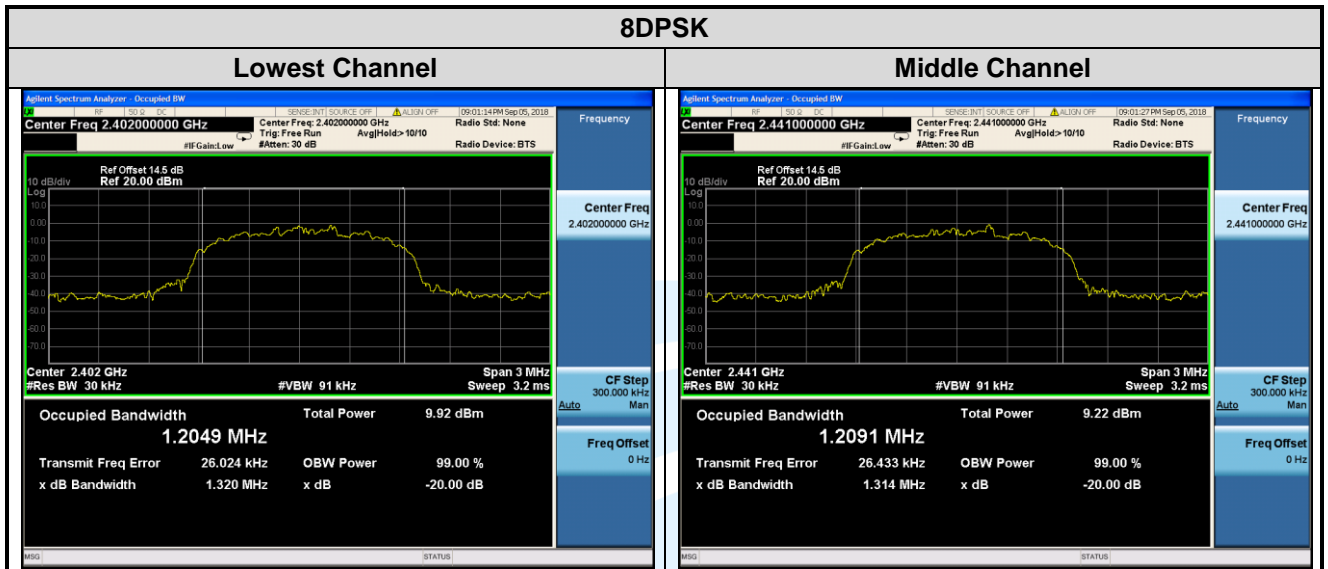 8DPSK
Lowest Channel
Middle Channel
Agilent Spectrum Analyzer - Occupied BW
RF 50 Ω DC SENSE:INT SOURCE OFF ALIGN OFF 09:01:14 PM Sep 05, 2018
Center Freq 2.402000000 GHz
Center Freq: 2.402000000 GHz
Radio Std: None
Trig: Free Run Avg|Hold:> 10/10
#IFGain:Low #Atten: 30 dB Radio Device: BTS
Frequency
Ref Offset 14.5 dB
10 dB/div Ref 20.00 dBm
Log
10.0
0.00
-10.0
-20.0
-30.0
-40.0
-50.0
-60.0
-70.0
Center Freq
2.402000000 GHz
Center 2.402 GHz Span 3 MHz
#Res BW 30 kHz #VBW 91 kHz Sweep 3.2 ms
CF Step
300.000 kHz
Auto Man
Freq Offset
0 Hz
Occupied Bandwidth Total Power 9.92 dBm
1.2049 MHz
Transmit Freq Error 26.024 kHz OBW Power 99.00 %
x dB Bandwidth 1.320 MHz x dB -20.00 dB
MSG STATUS
Agilent Spectrum Analyzer - Occupied BW
RF 50 Ω DC SENSE:INT SOURCE OFF ALIGN OFF 09:01:27 PM Sep 05, 2018
Center Freq 2.441000000 GHz
Center Freq: 2.441000000 GHz
Radio Std: None
Trig: Free Run Avg|Hold:> 10/10
#IFGain:Low #Atten: 30 dB Radio Device: BTS
Frequency
Ref Offset 14.5 dB
10 dB/div Ref 20.00 dBm
Log
10.0
0.00
-10.0
-20.0
-30.0
-40.0
-50.0
-60.0
-70.0
Center Freq
2.441000000 GHz
Center 2.441 GHz Span 3 MHz
#Res BW 30 kHz #VBW 91 kHz Sweep 3.2 ms
CF Step
300.000 kHz
Auto Man
Freq Offset
0 Hz
Occupied Bandwidth Total Power 9.22 dBm
1.2091 MHz
Transmit Freq Error 26.433 kHz OBW Power 99.00 %
x dB Bandwidth 1.314 MHz x dB -20.00 dB
MSG STATUS